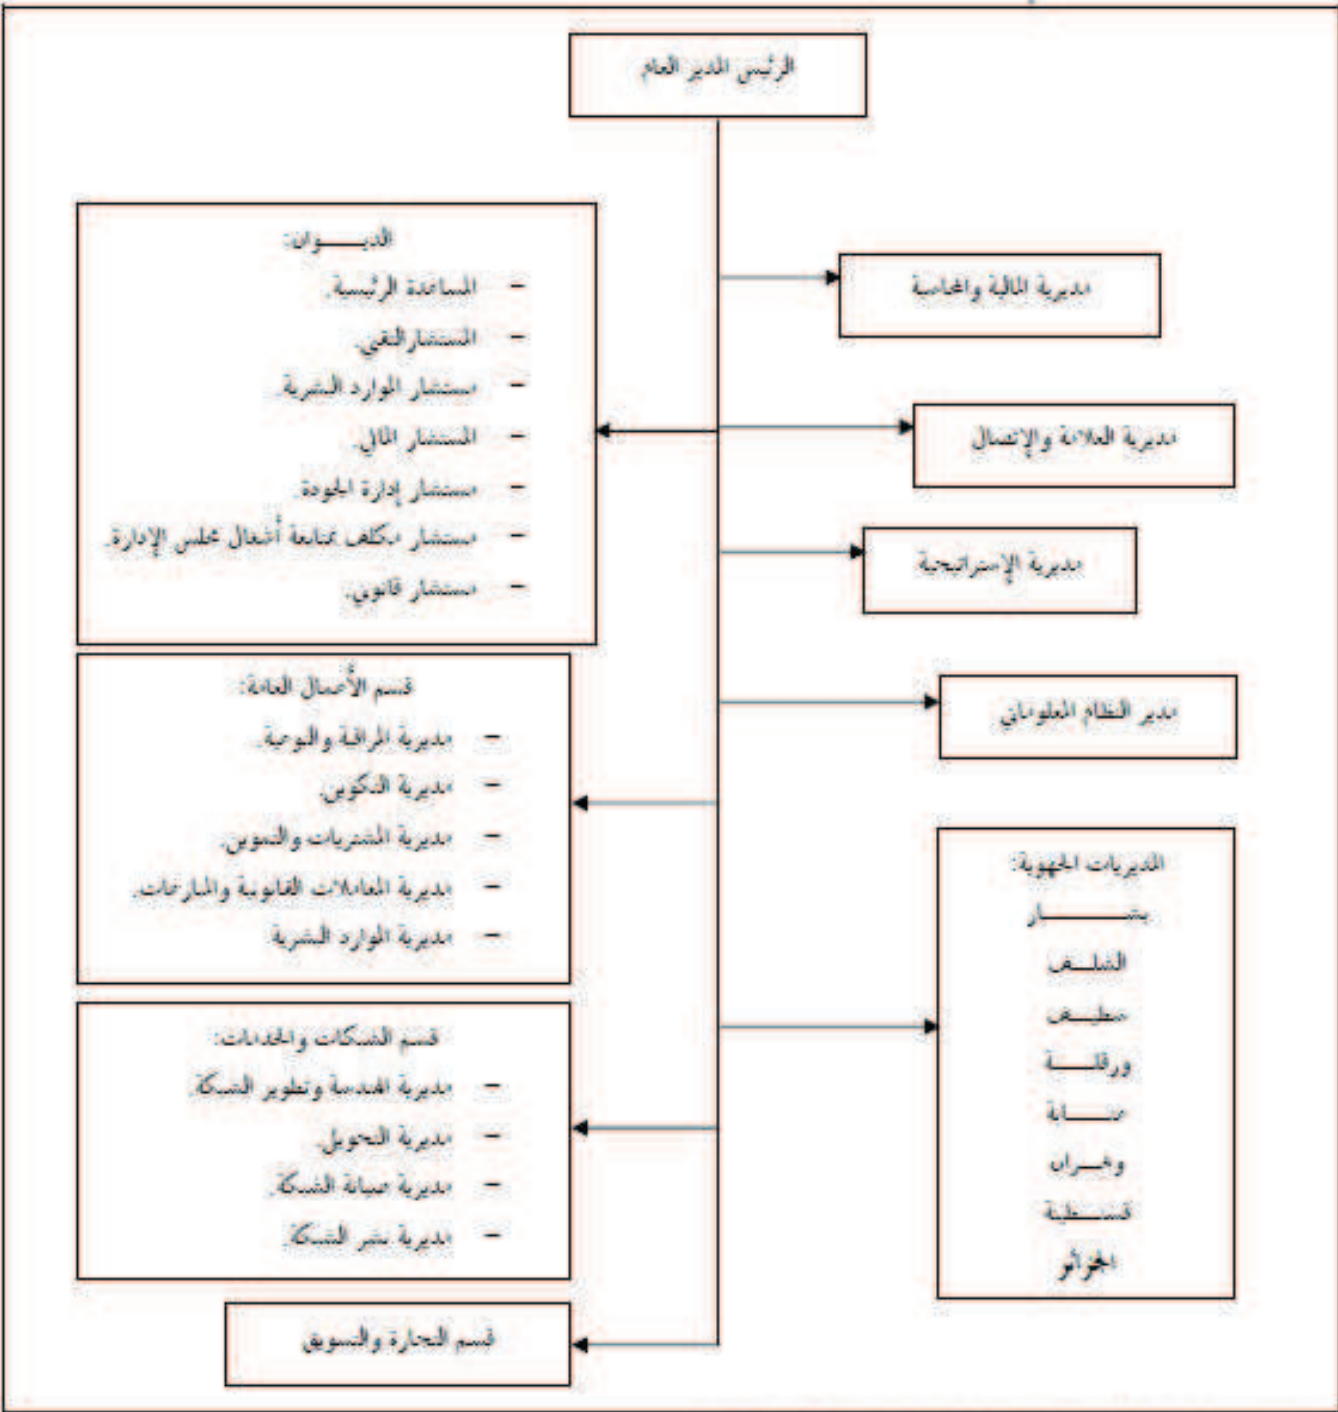 الرئيس المدير العام
مديرية المالية والمحاسبة
مديرية العلامة والإتصال
مديرية الإستراتيجية
مدير النظام المعلوماتي
المديريات الجهوية:
بشــــــــار
الشلـــف
سطيـــف
ورقلـــة
عنـــابة
وهـــران
قسنـــطينة
الجزائر
الديـــــوان:
- المساعدة الرئيسية.
- المستشار التقني.
- مستشار الموارد البشرية.
- المستشار المالي.
- مستشار إدارة الجودة.
- مستشار مكلف بمتابعة أشغال مجلس الإدارة.
- مستشار قانوني.
قسم الأعمال العامة:
- مديرية المراقبة والنوعية.
- مديرية التكوين.
- مديرية المشتريات والتموين.
- مديرية المعاملات القانونية والمنازعات.
- مديرية الموارد البشرية
قسم الشبكات والخدمات:
- مديرية الهندسة وتطوير الشبكة.
- مديرية التحويل.
- مديرية صيانة الشبكة.
- مديرية نشر الشبكة.
قسم التجارة والتسويق